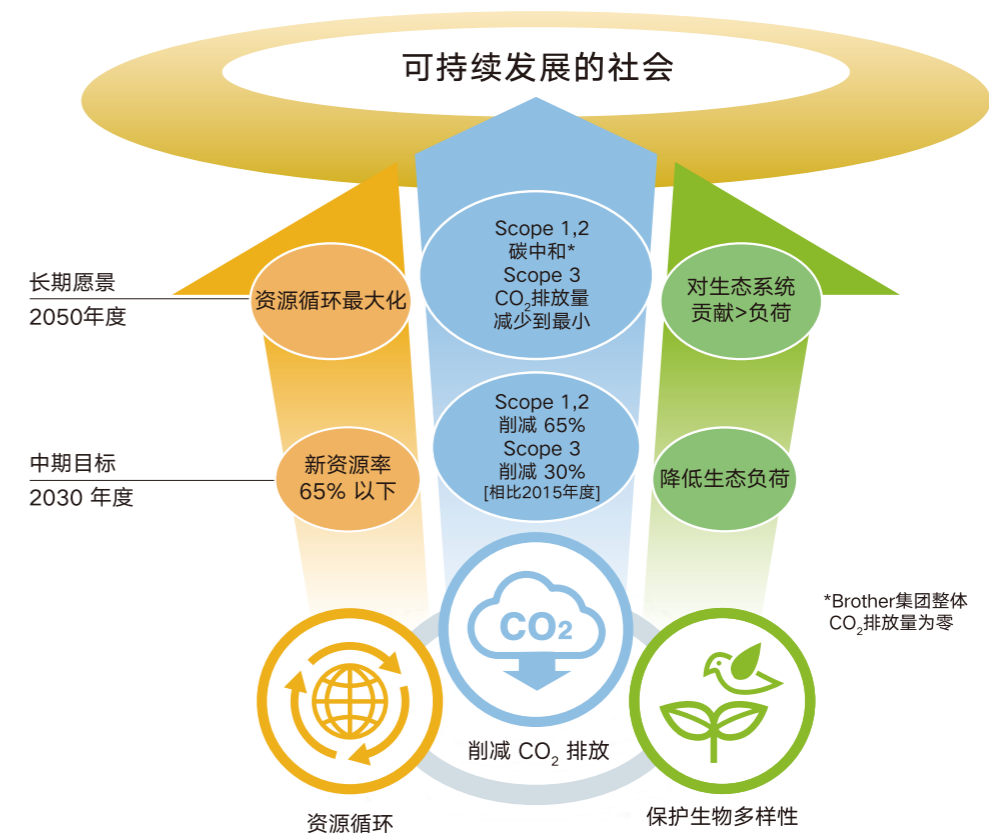 可持续发展的社会
长期愿景
2050年度
资源循环最大化
Scope 1,2
碳中和*
Scope 3
CO₂排放量
减少到最小
对生态系统
贡献>负荷
中期目标
2030 年度
新资源率
65% 以下
Scope 1,2
削减 65%
Scope 3
削减 30%
[相比2015年度]
降低生态负荷
*Brother集团整体
CO₂排放量为零
CO2
资源循环
削减 CO₂ 排放
保护生物多样性